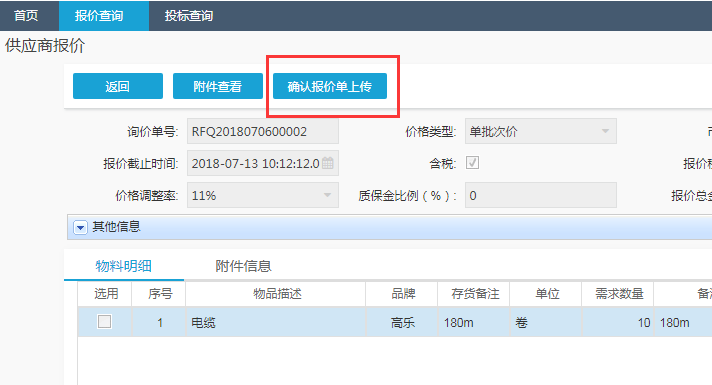 首页 报价查询 投标查询
供应商报价
返回 附件查看 确认报价单上传
询价单号: RFQ2018070600002 价格类型: 单批次价
报价截止时间: 2018-07-13 10:12:12.0 含税: 报价
价格调整率: 11% 质保金比例（%）: 0 报价总
其他信息
物料明细 附件信息
选用 序号 物品描述 品牌 存货备注 单位 需求数量
1 电缆 高乐 180m 卷 10 180m